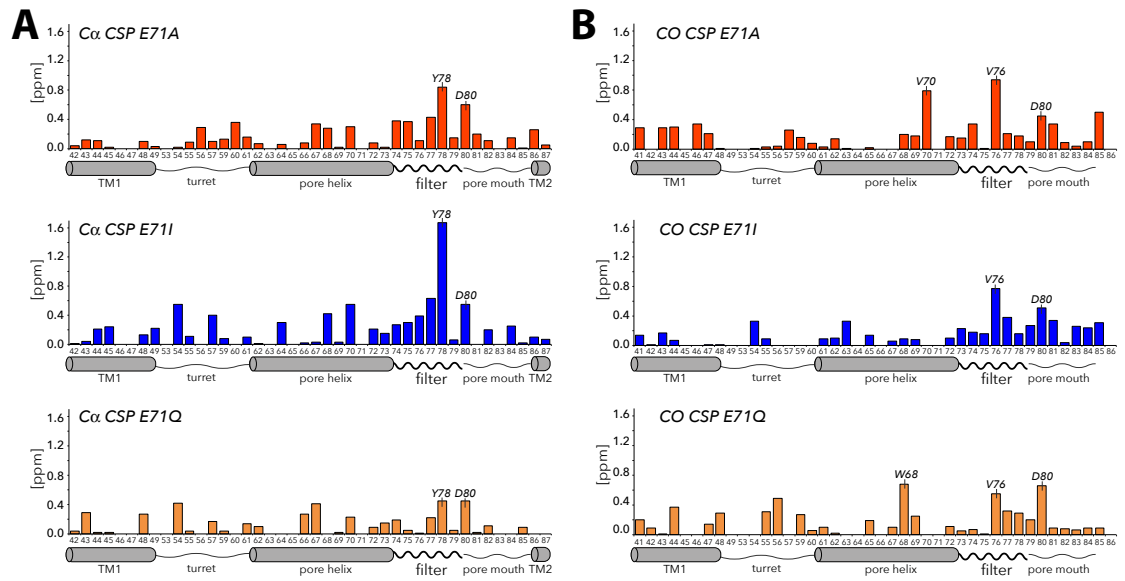 A
Cα CSP E71A
[ppm]
1.6
1.2
0.8
0.4
0.0
Y78
D80
42 43 44 45 46 47 48 49 53 54 55 56 57 59 60 61 62 63 64 65 66 67 68 69 70 71 72 73 74 75 76 77 78 79 80 81 82 83 84 85 86 87
TM1 turret pore helix filter pore mouth TM2
Cα CSP E71I
[ppm]
1.6
1.2
0.8
0.4
0.0
Y78
D80
42 43 44 45 46 47 48 49 53 54 55 56 57 59 60 61 62 63 64 65 66 67 68 69 70 71 72 73 74 75 76 77 78 79 80 81 82 83 84 85 86 87
TM1 turret pore helix filter pore mouth TM2
Cα CSP E71Q
[ppm]
1.6
1.2
0.8
0.4
0.0
Y78 D80
42 43 44 45 46 47 48 49 53 54 55 56 57 59 60 61 62 63 64 65 66 67 68 69 70 71 72 73 74 75 76 77 78 79 80 81 82 83 84 85 86 87
TM1 turret pore helix filter pore mouth TM2
B
CO CSP E71A
[ppm]
1.6
1.2
0.8
0.4
0.0
V70
V76
D80
41 42 43 44 45 46 47 48 49 53 54 55 56 57 59 60 61 62 63 64 65 66 67 68 69 70 71 72 73 74 75 76 77 78 79 80 81 82 83 84 85 86
TM1 turret pore helix filter pore mouth
CO CSP E71I
[ppm]
1.6
1.2
0.8
0.4
0.0
V76
D80
41 42 43 44 45 46 47 48 49 53 54 55 56 57 59 60 61 62 63 64 65 66 67 68 69 70 71 72 73 74 75 76 77 78 79 80 81 82 83 84 85 86
TM1 turret pore helix filter pore mouth
CO CSP E71Q
[ppm]
1.6
1.2
0.8
0.4
0.0
W68
V76
D80
41 42 43 44 45 46 47 48 49 53 54 55 56 57 59 60 61 62 63 64 65 66 67 68 69 70 71 72 73 74 75 76 77 78 79 80 81 82 83 84 85 86
TM1 turret pore helix filter pore mouth